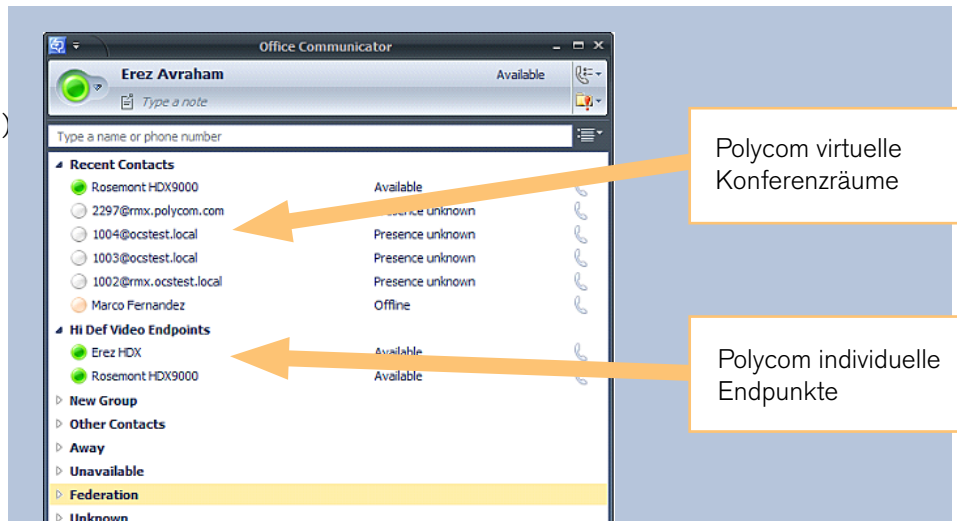 )
Office Communicator
Erez Avraham Available
Type a note
Type a name or phone number
Recent Contacts
Rosemont HDX9000 Available
2297@rmx.polycom.com Presence unknown
1004@ocstest.local Presence unknown
1003@ocstest.local Presence unknown
1002@rmx.ocstest.local Presence unknown
Marco Fernandez Offline
Hi Def Video Endpoints
Erez HDX Available
Rosemont HDX9000 Available
New Group
Other Contacts
Away
Unavailable
Federation
Unknown
Polycom virtuelle
Konferenzräume
Polycom individuelle
Endpunkte